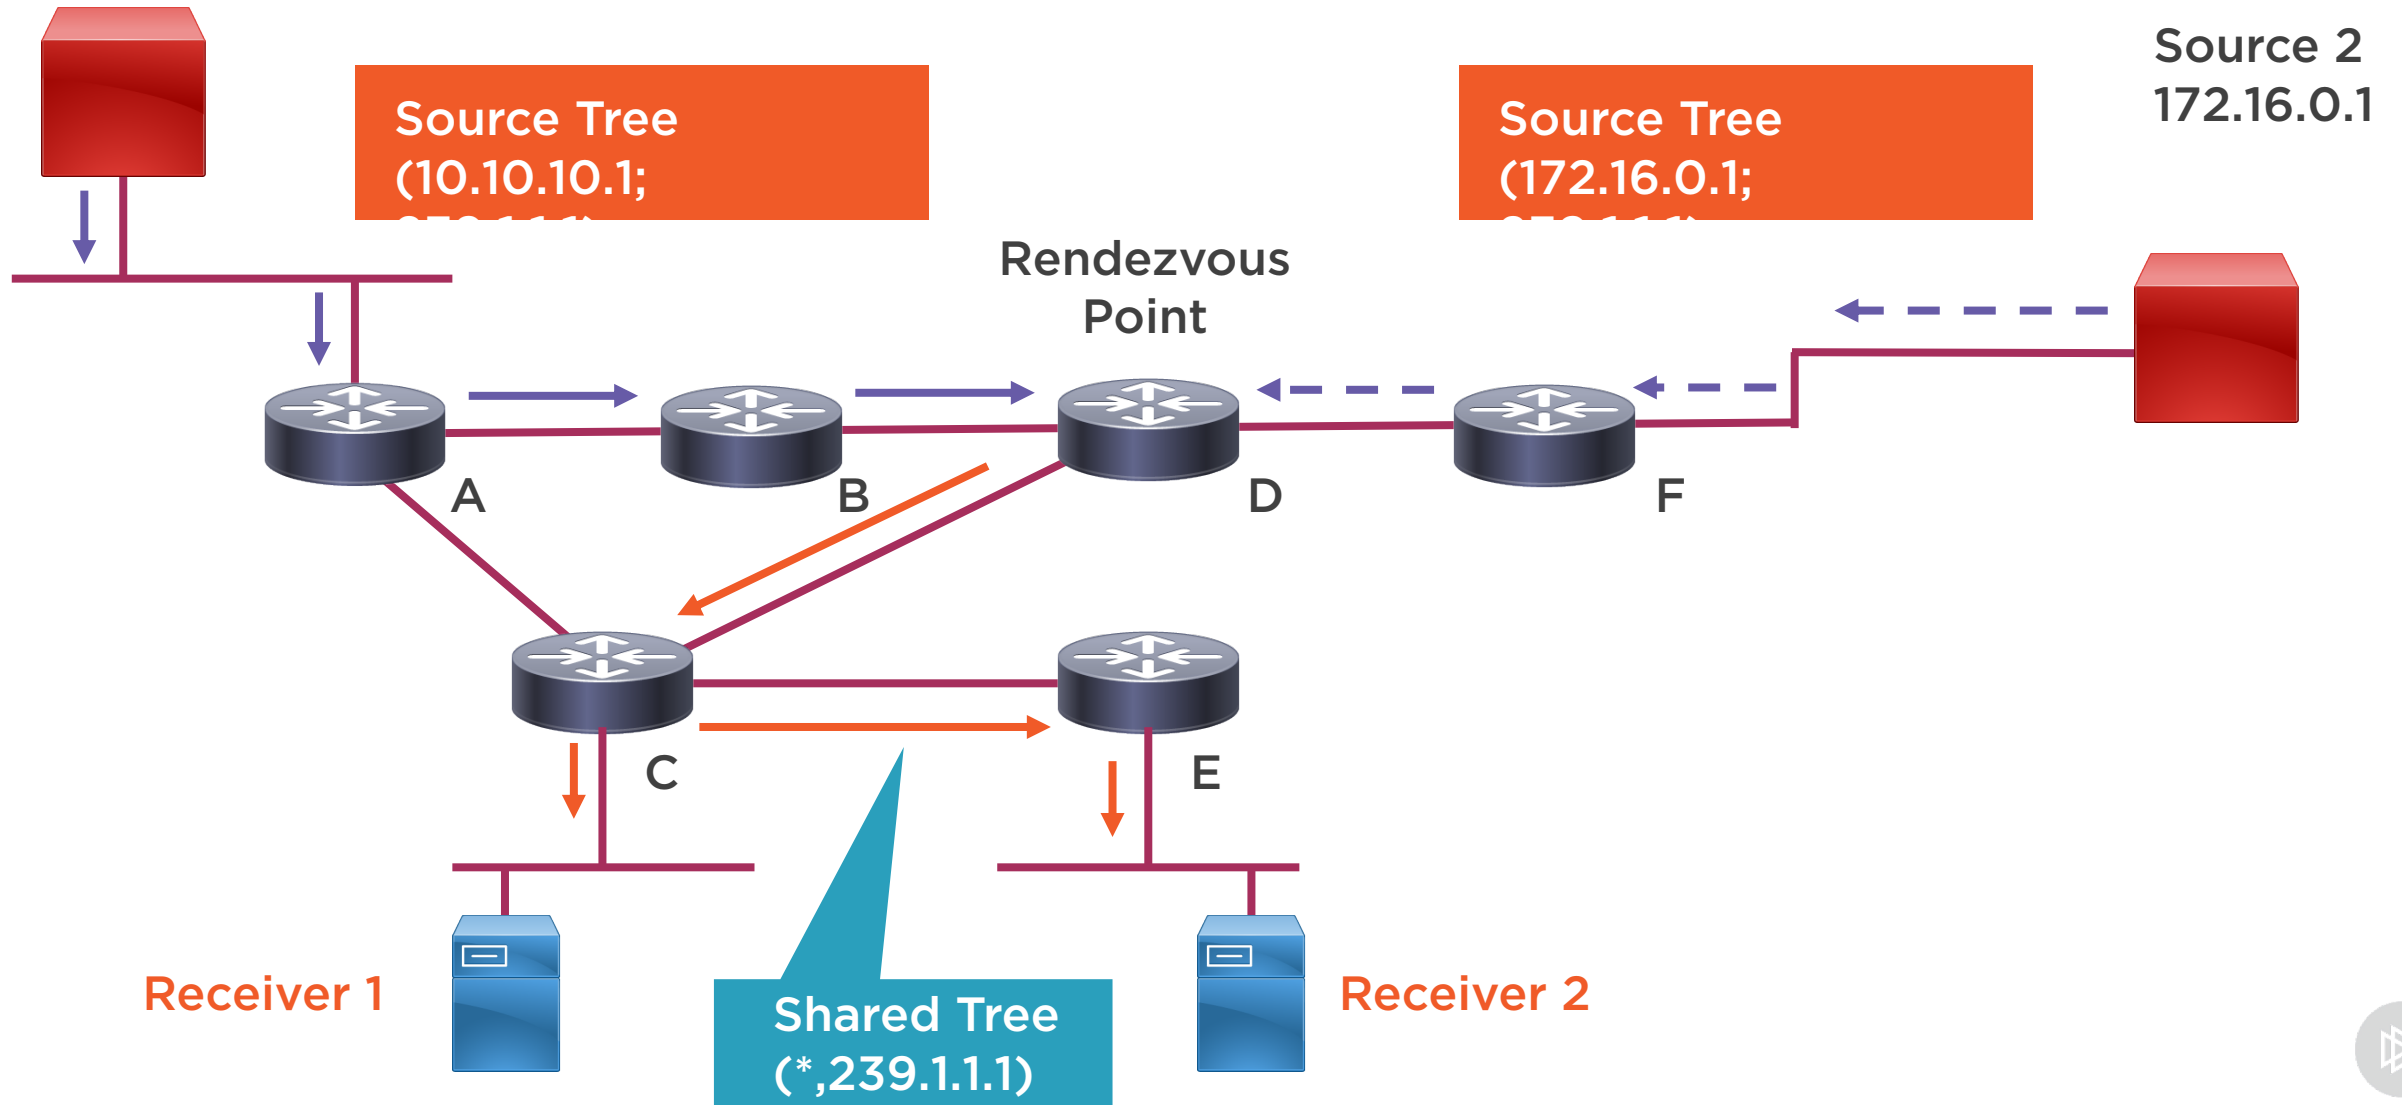 Source 2
172.16.0.1
Source Tree
(10.10.10.1;
Source Tree
(172.16.0.1;
Rendezvous
Point
A
B
D
F
C
E
Receiver 1
Receiver 2
Shared Tree
(*,239.1.1.1)